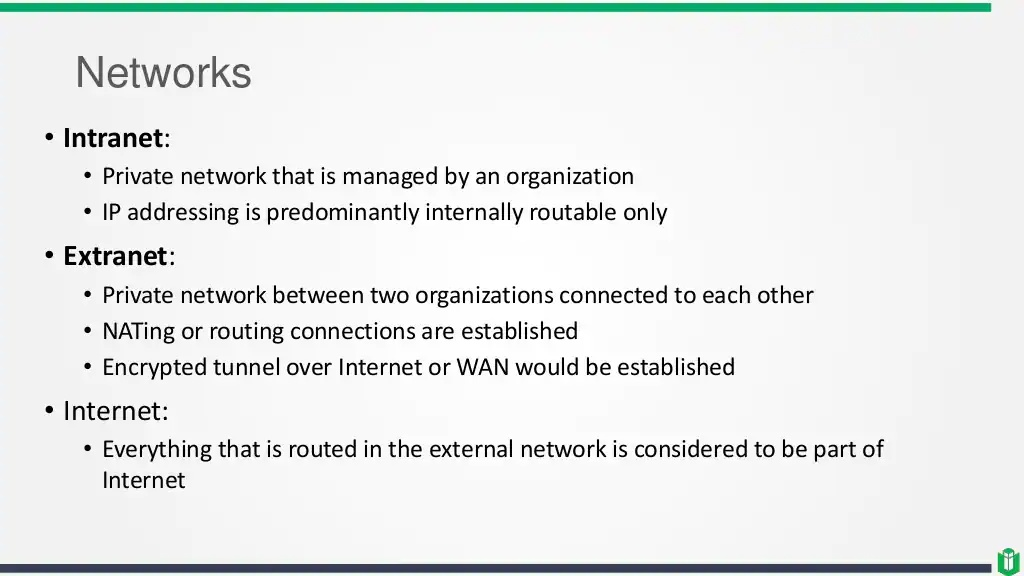 Networks
• Intranet:
• Private network that is managed by an organization
• IP addressing is predominantly internally routable only
• Extranet:
• Private network between two organizations connected to each other
• NATing or routing connections are established
• Encrypted tunnel over Internet or WAN would be established
• Internet:
• Everything that is routed in the external network is considered to be part of
Internet